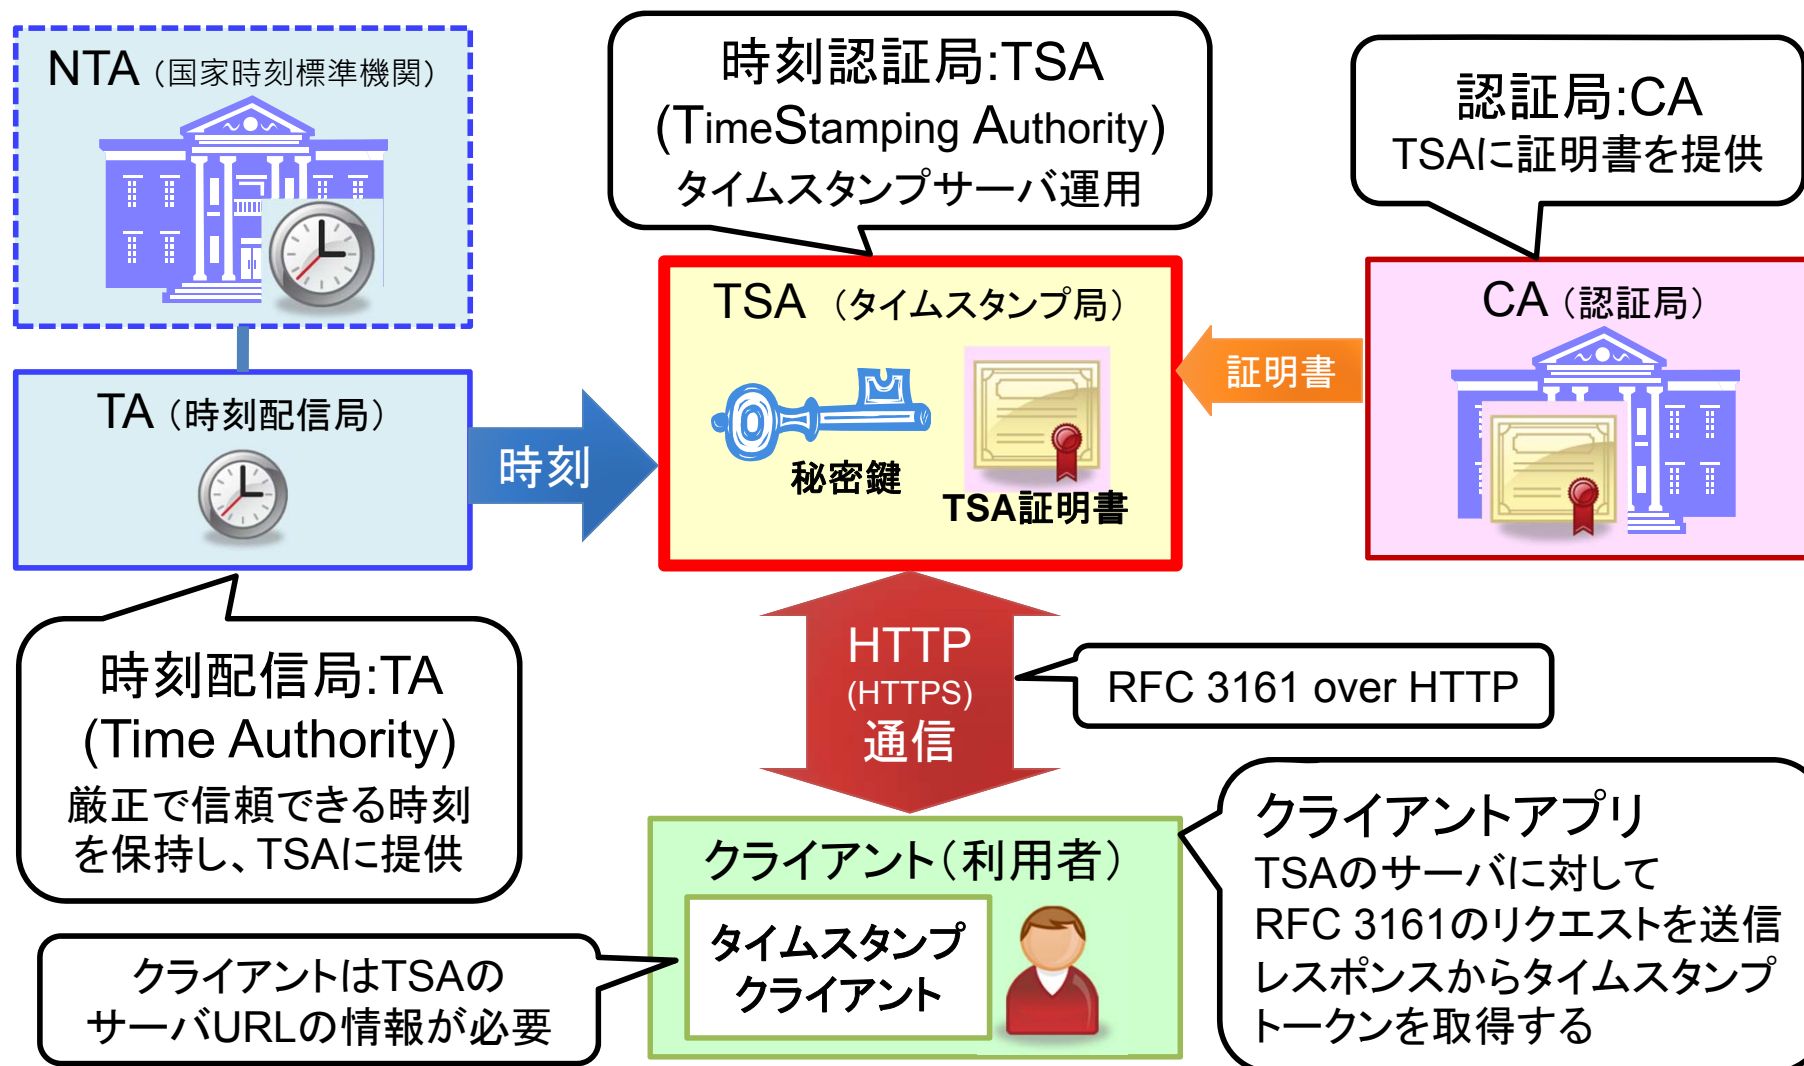 NTA（国家時刻標準機関）
時刻認証局:TSA
(TimeStamping Authority)
タイムスタンプサーバ運用
認証局:CA
TSAに証明書を提供
TSA （タイムスタンプ局）
秘密鍵
TSA証明書
証明書
CA（認証局）
TA（時刻配信局）
時刻
時刻配信局:TA
(Time Authority)
厳正で信頼できる時刻
を保持し、TSAに提供
HTTP
(HTTPS)
通信
RFC 3161 over HTTP
クライアント（利用者）
タイムスタンプ
クライアント
クライアントはTSAの
サーバURLの情報が必要
クライアントアプリ
TSAのサーバに対して
RFC 3161のリクエストを送信
レスポンスからタイムスタンプ
トークンを取得する